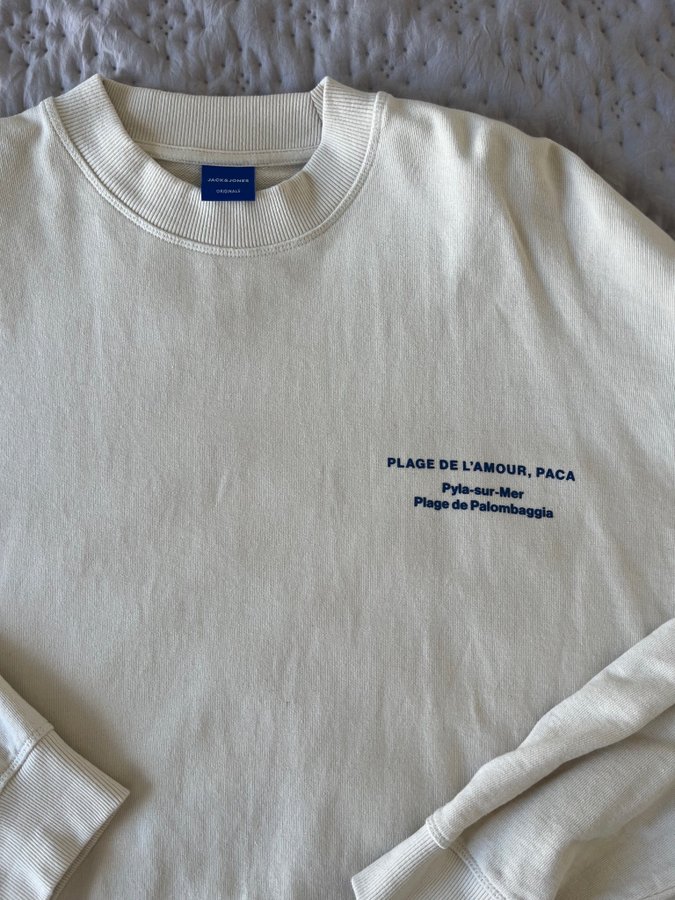 JACK&JONES
ORIGINALS
PLAGE DE L'AMOUR, PACA
Pyla-sur-Mer
Plage de Palombaggia